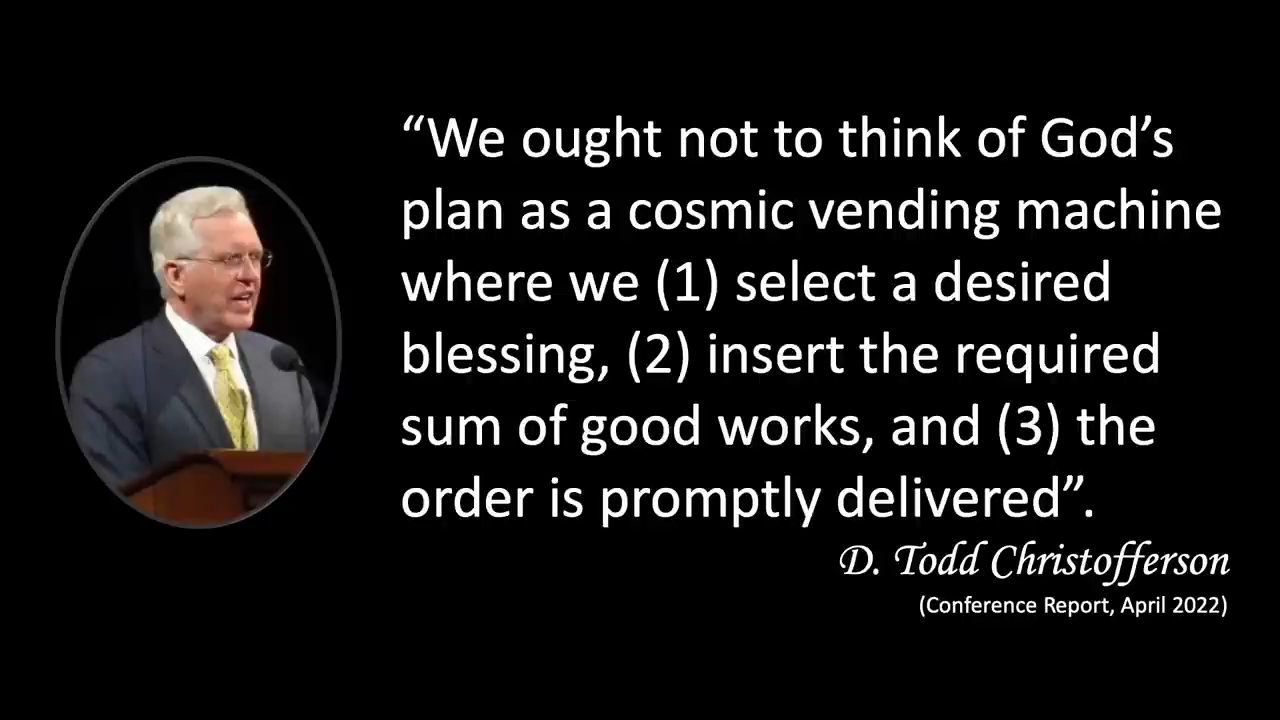 “We ought not to think of God’s
plan as a cosmic vending machine
where we (1) select a desired
blessing, (2) insert the required
sum of good works, and (3) the
order is promptly delivered”.
D. Todd Christofferson
(Conference Report, April 2022)